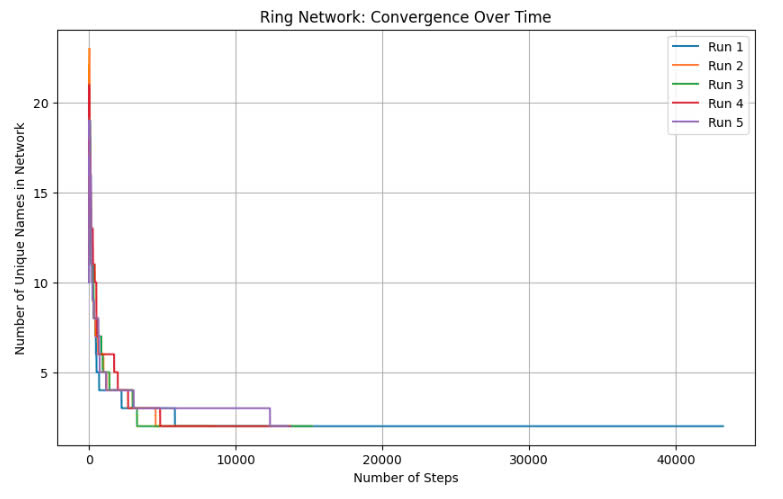 Ring Network: Convergence Over Time
Run 1
Run 2
Run 3
Run 4
Run 5
Number of Unique Names in Network
20
15
10
5
0
10000
20000
30000
40000
Number of Steps